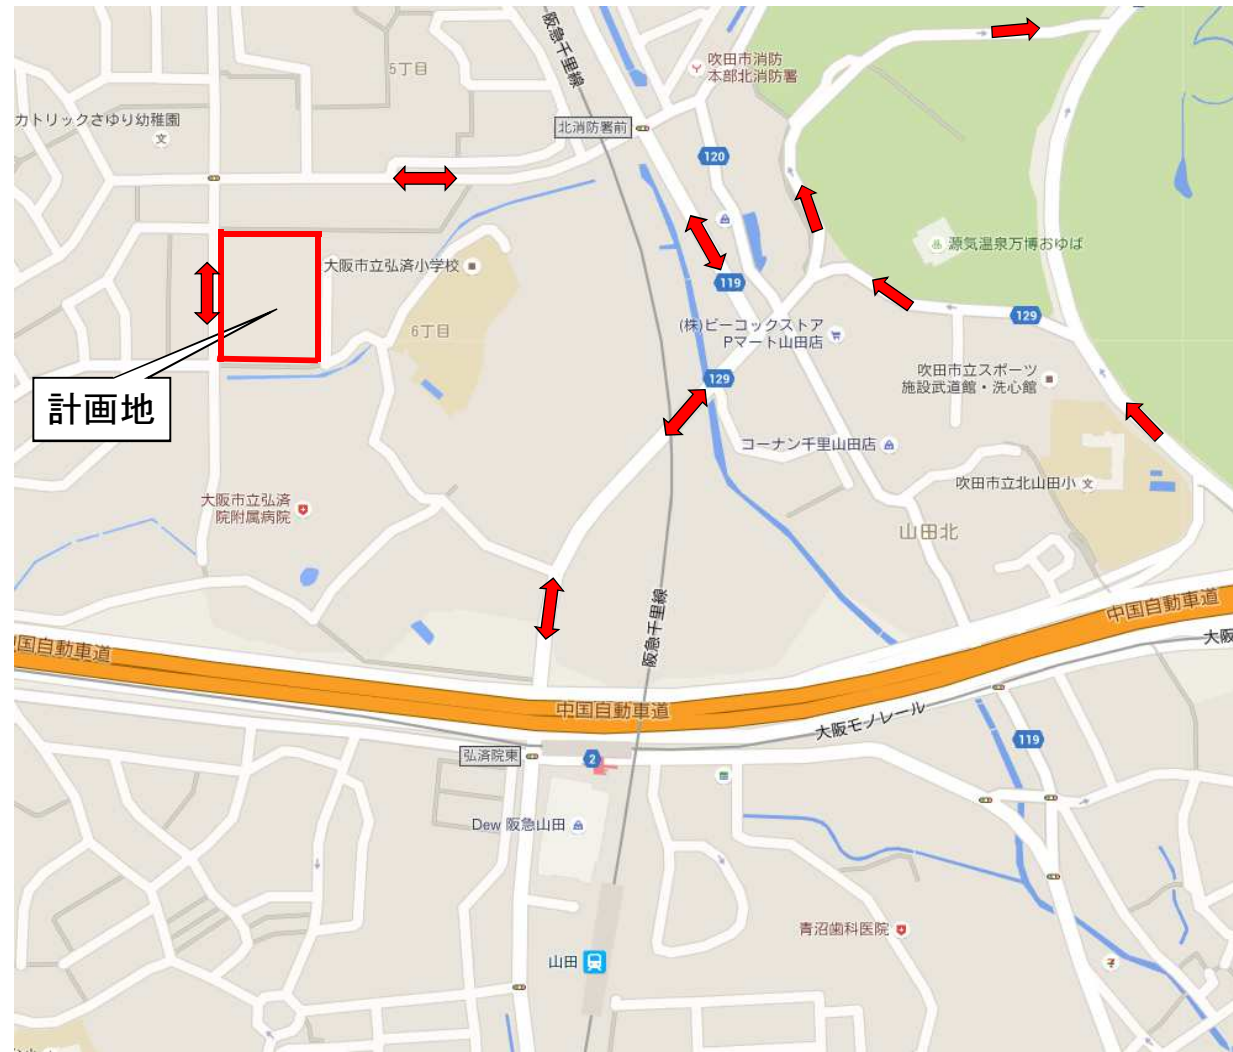 阪急千里線
5丁目
吹田市消防
本部北消防署
カトリックさゆり幼稚園
文
北消防署前
120
源気温泉万博おゆば
大阪市立弘済小学校
119
129
6丁目
(株)ピーコックストア
Pマート山田店
吹田市立スポーツ
施設武道館・洗心館
129
計画地
コーナン千里山田店
吹田市立北山田小
文
大阪市立弘済
院附属病院
山田北
阪急千里線
中国自動車道
大阪
国自動車道
中国自動車道
大阪モノレール
119
弘済院東
2
Dew 阪急山田
青沼歯科医院
山田